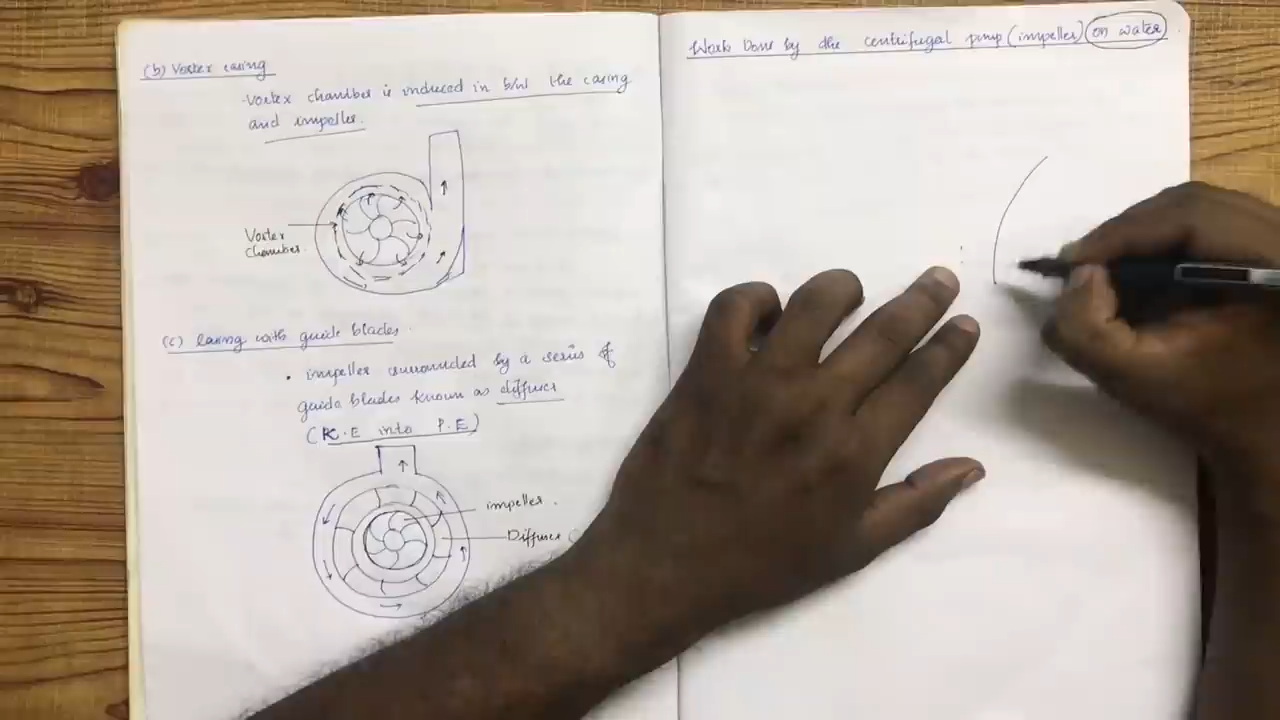 (b) Vortex casing
·Vortex chamber is induced in b/w the casing
and impeller.
Vortex
chamber.
(c) Casing with guide blades.
• impeller surrounded by a series of
guide blades known as diffuser
(K.E into P.E)
impeller.
Diffuser
Work Done by the centrifugal pump (impeller) on water.